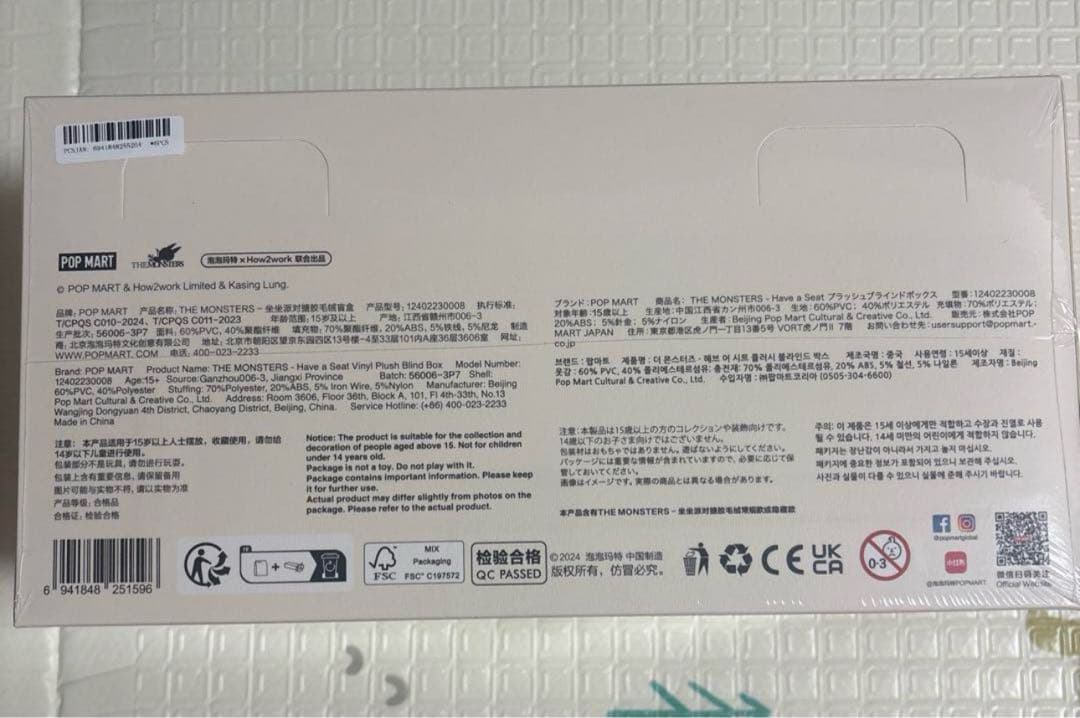 PCS/AN: 6941848255204 *6PCS
POP MART
THE MONSTERS
泡泡玛特×How2work 联合出品
© POP MART & How2work Limited & Kasing Lung.
品牌: POP MART 产品名称: THE MONSTERS - 坐坐派对搪胶毛绒盲盒 产品型号: 12402230008 执行标准:
T/CPQS C010-2024、T/CPQS C011-2023 年龄范围: 15岁及以上 产地: 江西省赣州市006-3
生产批次: 56006-3P7 面料: 60%PVC, 40%聚酯纤维 填充物: 70%聚酯纤维, 20%ABS, 5%铁线, 5%尼龙 制造
商: 北京泡泡玛特文化创意有限公司 地址: 北京市朝阳区望京东园四区13号楼-4至33层101内A座36层3606室 网址:
WWW.POPMART.COM 电话: 400-023-2233
Brand: POP MART Product Name: THE MONSTERS - Have a Seat Vinyl Plush Blind Box Model Number:
12402230008 Age:15+ Source:Ganzhou006-3, Jiangxi Province Batch: 56006-3P7 Shell:
60%PVC, 40%Polyester Stuffing: 70%Polyester, 20%ABS, 5% Iron Wire, 5%Nylon Manufacturer: Beijing
Pop Mart Cultural & Creative Co., Ltd. Address: Room 3606, Floor 36th, Block A, 101, Fl 4th-33th, No.13
Wangjing Dongyuan 4th District, Chaoyang District, Beijing, China. Service Hotline: (+86) 400-023-2233
Made in China
ブランド:POP MART 商品名: THE MONSTERS - Have a Seat プラッシュブラインドボックス 型番:12402230008
対象年齢:15歳以上 生産地: 中国江西省カン州市006-3 生地: 60%PVC; 40%ポリエステル 充填物: 70%ポリエステル;
20%ABS; 5%針金; 5%ナイロン 生産者: Beijing Pop Mart Cultural & Creative Co., Ltd. 販売元: 株式会社POP
MART JAPAN 住所: 東京都港区虎ノ門一丁目13番5号 VORT虎ノ門II 7階 お問い合わせ先:usersupport@popmart-
co.jp
브랜드: 팝마트 제품명: 더 몬스터즈 - 해브 어 시트 플러시 블라인드 박스 제조국명: 중국 사용연령: 15세이상 재질:
옷감: 60% PVC, 40% 폴리에스테르섬유; 충전재: 70% 폴리에스테르섬유, 20% ABS, 5% 철선, 5% 나일론 제조자명: Beijing
Pop Mart Cultural & Creative Co., Ltd. 수입자명: ㈜팝마트코리아 (0505-304-6600)
注意: 本产品适用于15岁以上人士摆放，收藏使用，请勿给
14岁以下儿童进行使用。
包装部分不是玩具，请勿进行玩耍。
包装上含有重要信息，请保留备用
图片可能与实物不符，请以实物为准
产品等级: 合格品
合格证: 检验合格
Notice: The product is suitable for the collection and
decoration of people aged above 15. Not for children
under 14 years old.
Package is not a toy. Do not play with it.
Package contains important information. Please keep
it for further use.
Actual product may differ slightly from photos on the
package. Please refer to the actual product.
注意:本製品は15歳以上の方のコレクションや装飾向けです。
14歳以下のお子さま向けではございません。
包装材はおもちゃではありません。遊ばないようにしてください。
パッケージには重要な情報が含まれていますので、必要に応じて保
管しておいてください。
画像はイメージです。実際の商品とは異なる場合があります。
주의: 이 제품은 15세 이상에게만 적합하고 수장과 진열로 사용
될 수 있습니다. 14세 미만의 어린이에게 적합하지 않습니다.
패키지는 장난감이 아니므로 가지고 놀지 마십시오.
패키지에 중요한 정보가 포함되어 있으니 보관해 주십시오.
사진과 실물이 다를 수 있으니 실물에 준해 주시기 바랍니다.
本产品含有THE MONSTERS - 坐坐派对搪胶毛绒常规款或隐藏款
6 941848 251596
FSC
MIX
Packaging
FSC® C197572
检验合格
QC PASSED
©2024 泡泡玛特 中国制造
版权所有，仿冒必究。
CE
UK
CA
0-3
@popmartglobal
小红书
@泡泡玛特POPMART
微信扫码关注
Official Website